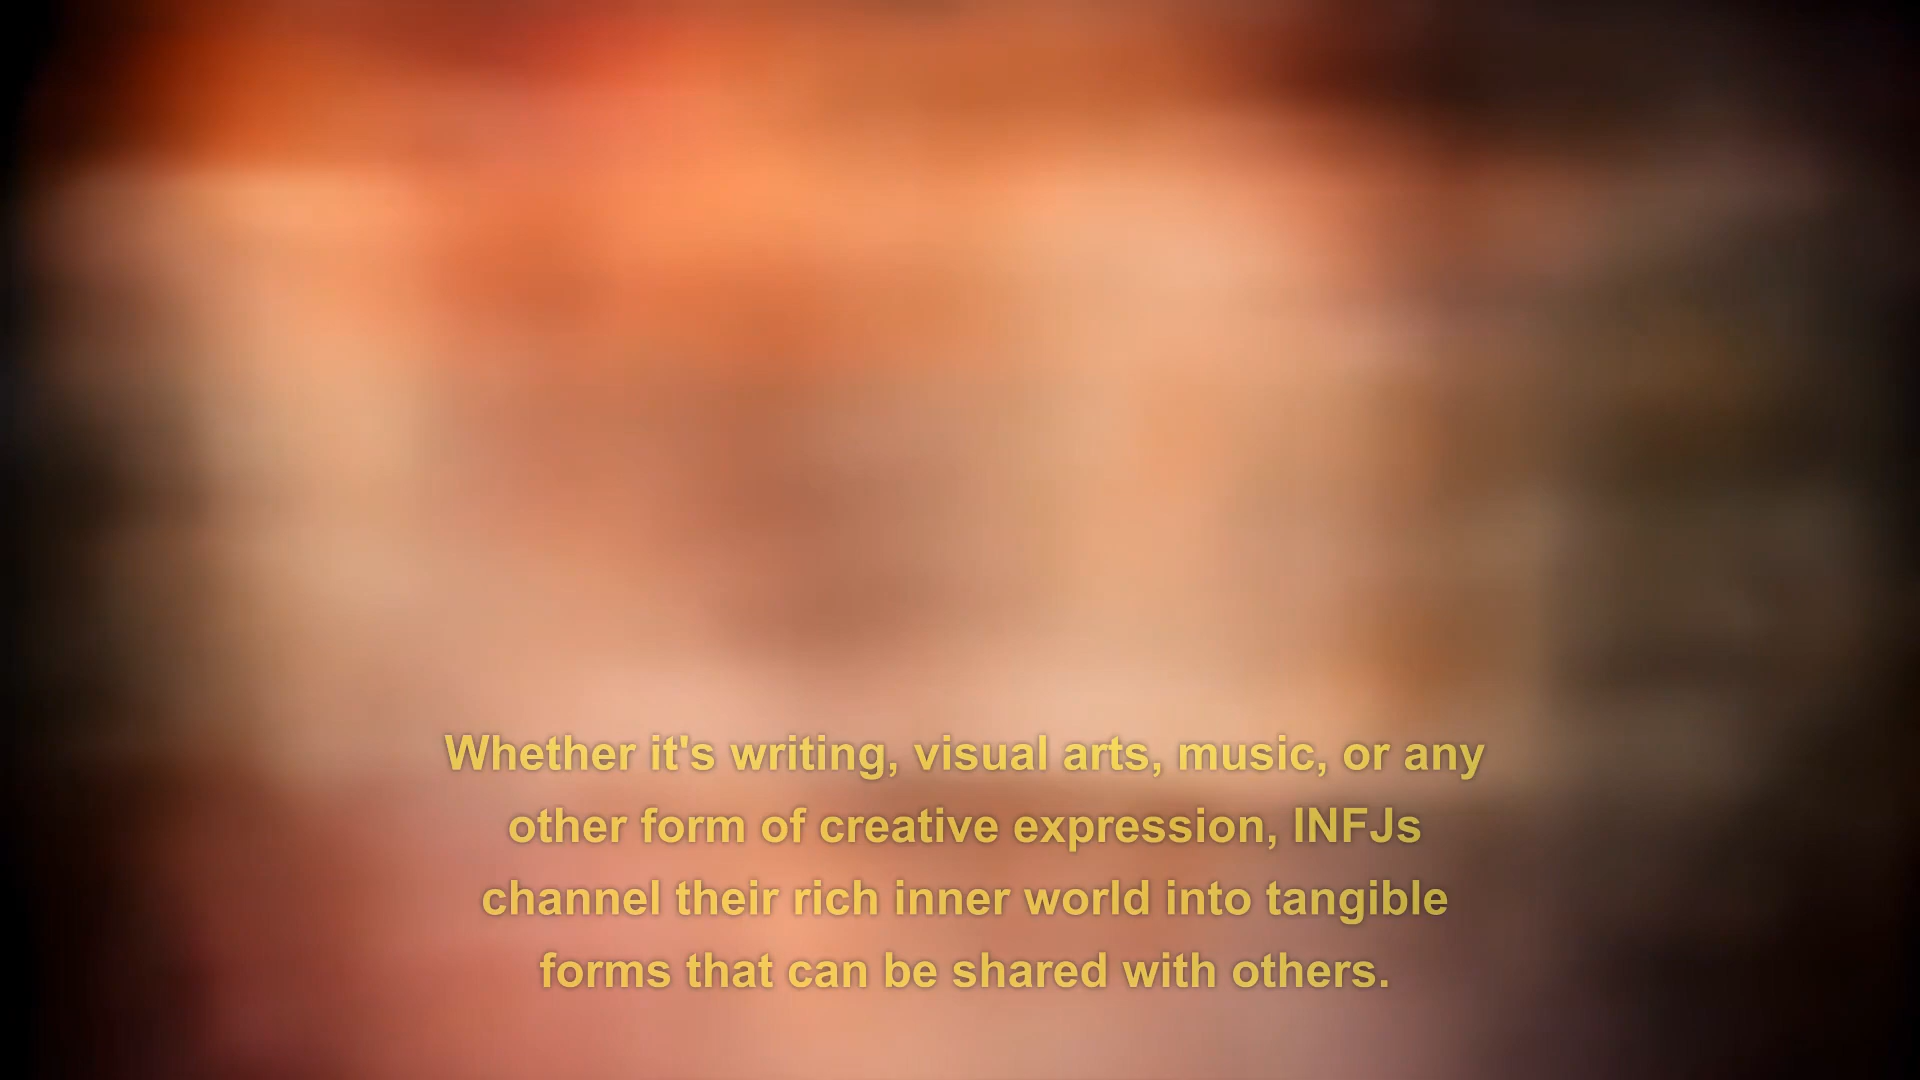 Whether it's writing, visual arts, music, or any
other form of creative expression, INFJs
channel their rich inner world into tangible
forms that can be shared with others.